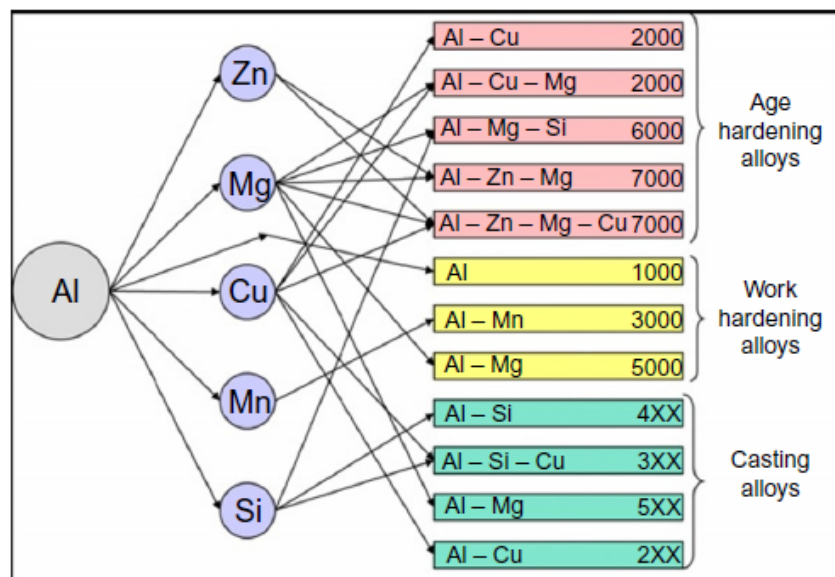 Al
Zn
Mg
Cu
Mn
Si
Al – Cu 2000
Al – Cu – Mg 2000
Al – Mg – Si 6000
Al – Zn – Mg 7000
Al – Zn – Mg – Cu 7000
Al 1000
Al – Mn 3000
Al – Mg 5000
Al – Si 4XX
Al – Si – Cu 3XX
Al – Mg 5XX
Al – Cu 2XX
Age
hardening
alloys
Work
hardening
alloys
Casting
alloys